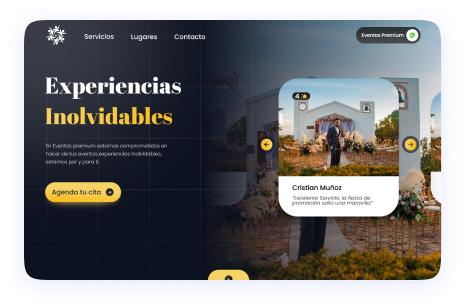 Servicios
Lugares
Contacto
Eventos Premium
Experiencias
Inolvidables
En Eventos premium estamos comprometidos en
hacer de tus eventos experiencias inolvidables,
estamos por y para ti
Agenda tu cita
4
Cristian Muñoz
"Excelente Servicio, la fiesta de
promoción salio una maravilla"